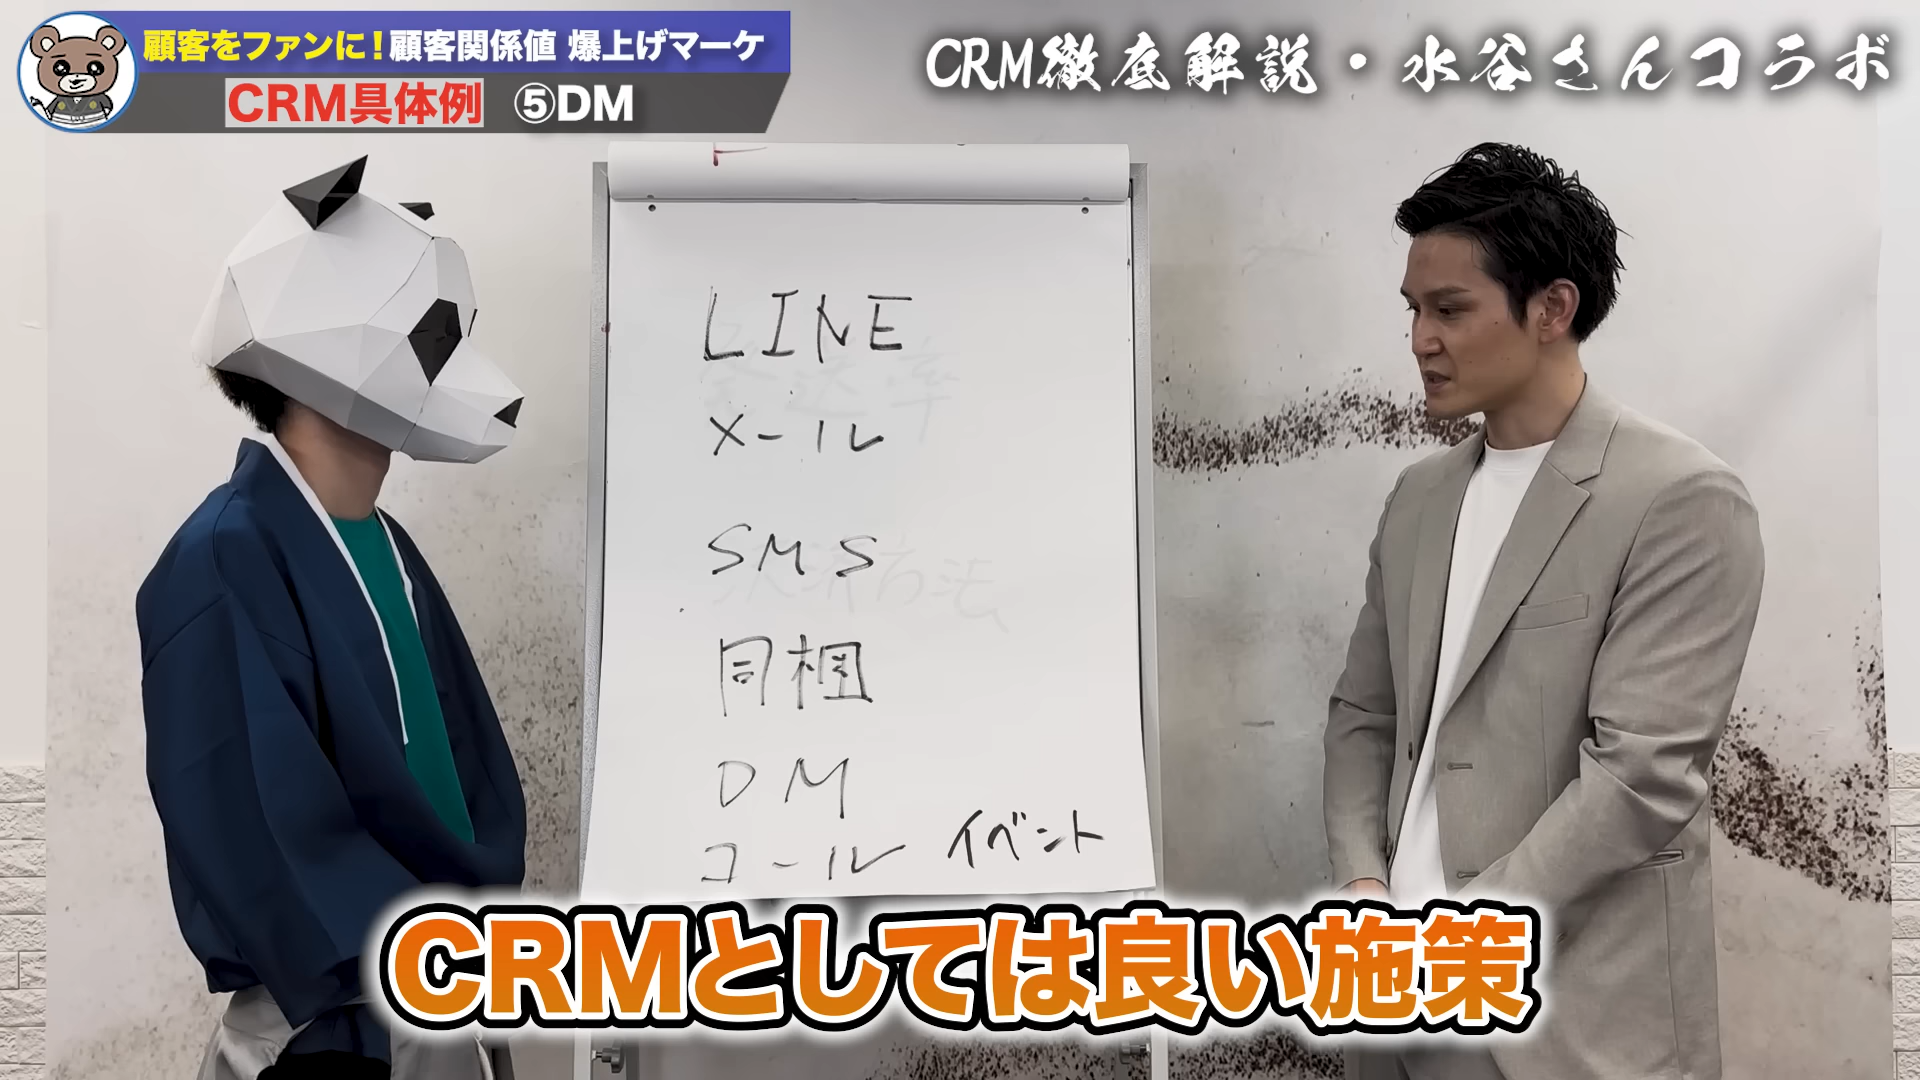 顧客をファンに！顧客関係値 爆上げマーケ
CRM具体例 ⑤DM
CRM徹底解説・水谷さんコラボ
LINE
メール
SMS
同梱
DM
コール イベント
CRMとしては良い施策